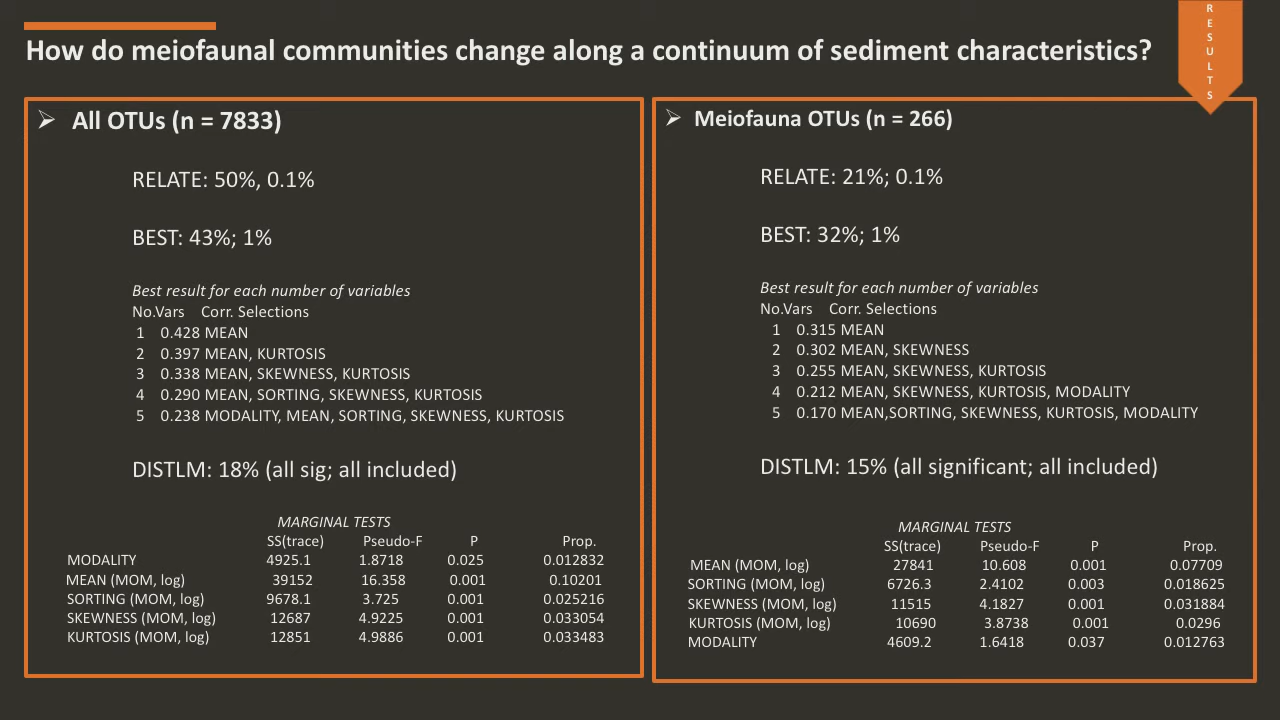 How do meiofaunal communities change along a continuum of sediment characteristics?
RESULTS
➢ All OTUs (n = 7833)
RELATE: 50%, 0.1%
BEST: 43%; 1%
Best result for each number of variables
No.Vars Corr. Selections
1 0.428 MEAN
2 0.397 MEAN, KURTOSIS
3 0.338 MEAN, SKEWNESS, KURTOSIS
4 0.290 MEAN, SORTING, SKEWNESS, KURTOSIS
5 0.238 MODALITY, MEAN, SORTING, SKEWNESS, KURTOSIS
DISTLM: 18% (all sig; all included)
MARGINAL TESTS
SS(trace) Pseudo-F P Prop.
MODALITY 4925.1 1.8718 0.025 0.012832
MEAN (MOM, log) 39152 16.358 0.001 0.10201
SORTING (MOM, log) 9678.1 3.725 0.001 0.025216
SKEWNESS (MOM, log) 12687 4.9225 0.001 0.033054
KURTOSIS (MOM, log) 12851 4.9886 0.001 0.033483
➢ Meiofauna OTUs (n = 266)
RELATE: 21%; 0.1%
BEST: 32%; 1%
Best result for each number of variables
No.Vars Corr. Selections
1 0.315 MEAN
2 0.302 MEAN, SKEWNESS
3 0.255 MEAN, SKEWNESS, KURTOSIS
4 0.212 MEAN, SKEWNESS, KURTOSIS, MODALITY
5 0.170 MEAN,SORTING, SKEWNESS, KURTOSIS, MODALITY
DISTLM: 15% (all significant; all included)
MARGINAL TESTS
SS(trace) Pseudo-F P Prop.
MEAN (MOM, log) 27841 10.608 0.001 0.07709
SORTING (MOM, log) 6726.3 2.4102 0.003 0.018625
SKEWNESS (MOM, log) 11515 4.1827 0.001 0.031884
KURTOSIS (MOM, log) 10690 3.8738 0.001 0.0296
MODALITY 4609.2 1.6418 0.037 0.012763